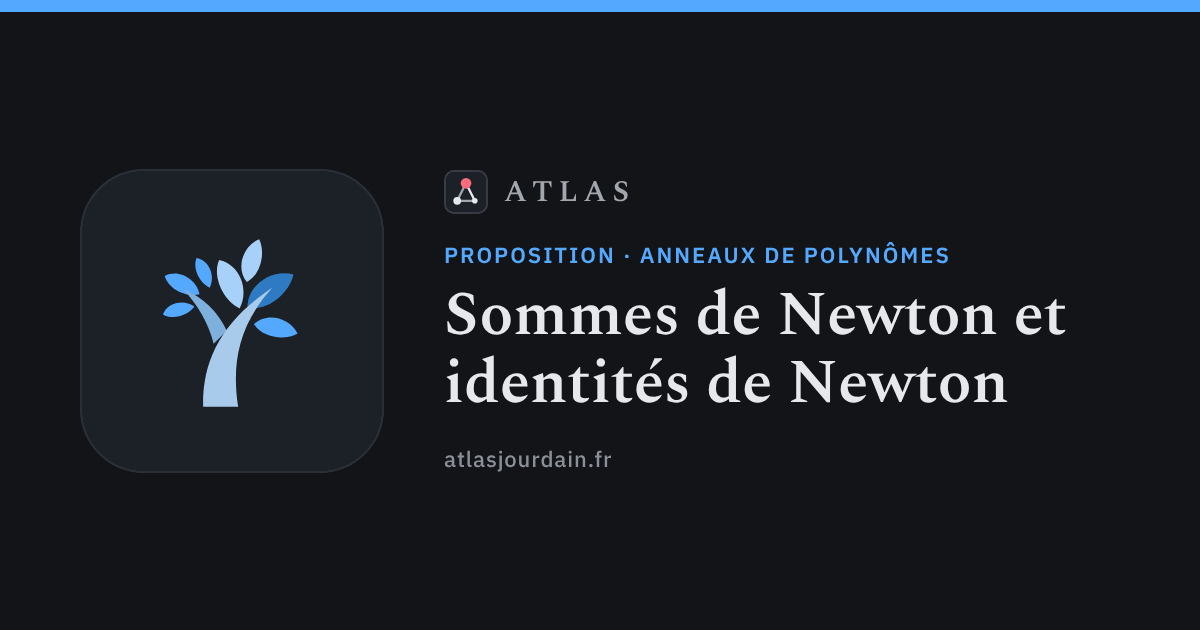 ATLAS
PROPOSITION · ANNEAUX DE POLYNÔMES
Sommes de Newton et
identités de Newton
atlasjourdain.fr